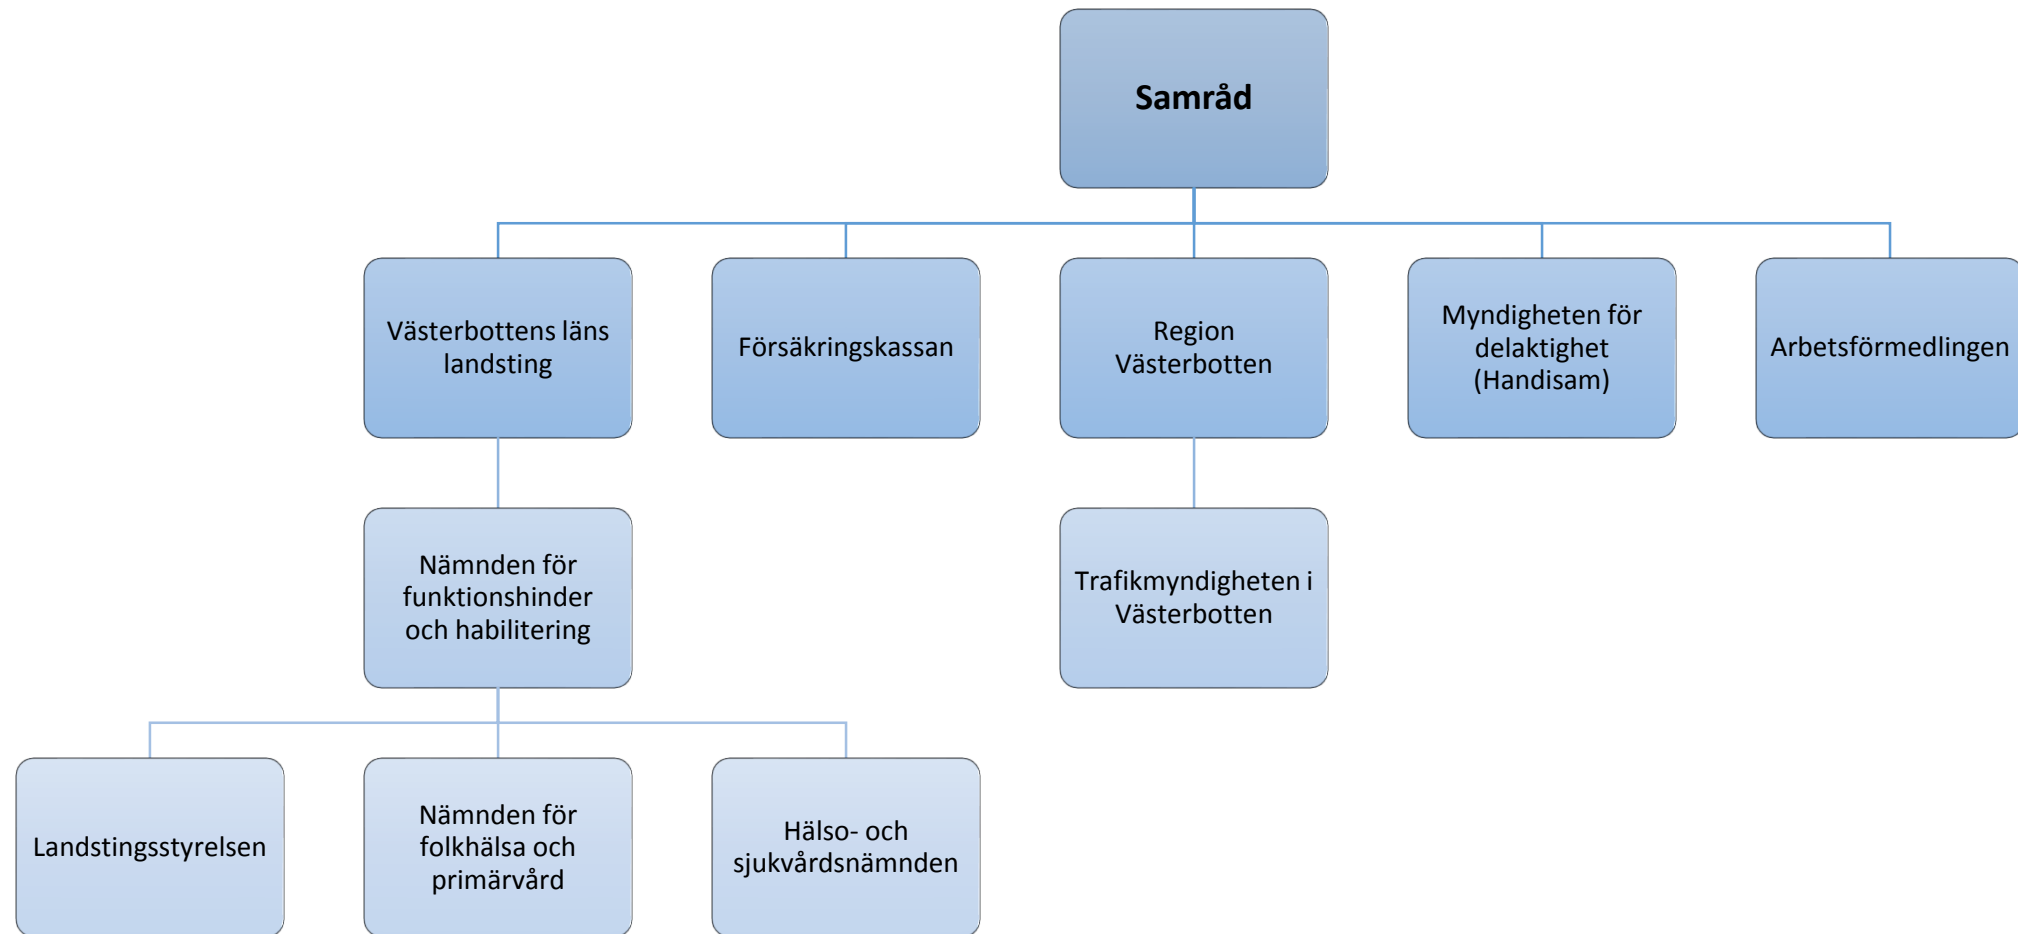 Samråd
Västerbottens läns
landsting
Försäkringskassan
Region
Västerbotten
Myndigheten för
delaktighet
(Handisam)
Arbetsförmedlingen
Nämnden för
funktionshinder
och habilitering
Trafikmyndigheten i
Västerbotten
Landstingsstyrelsen
Nämnden för
folkhälsa och
primärvård
Hälso- och
sjukvårdsnämnden